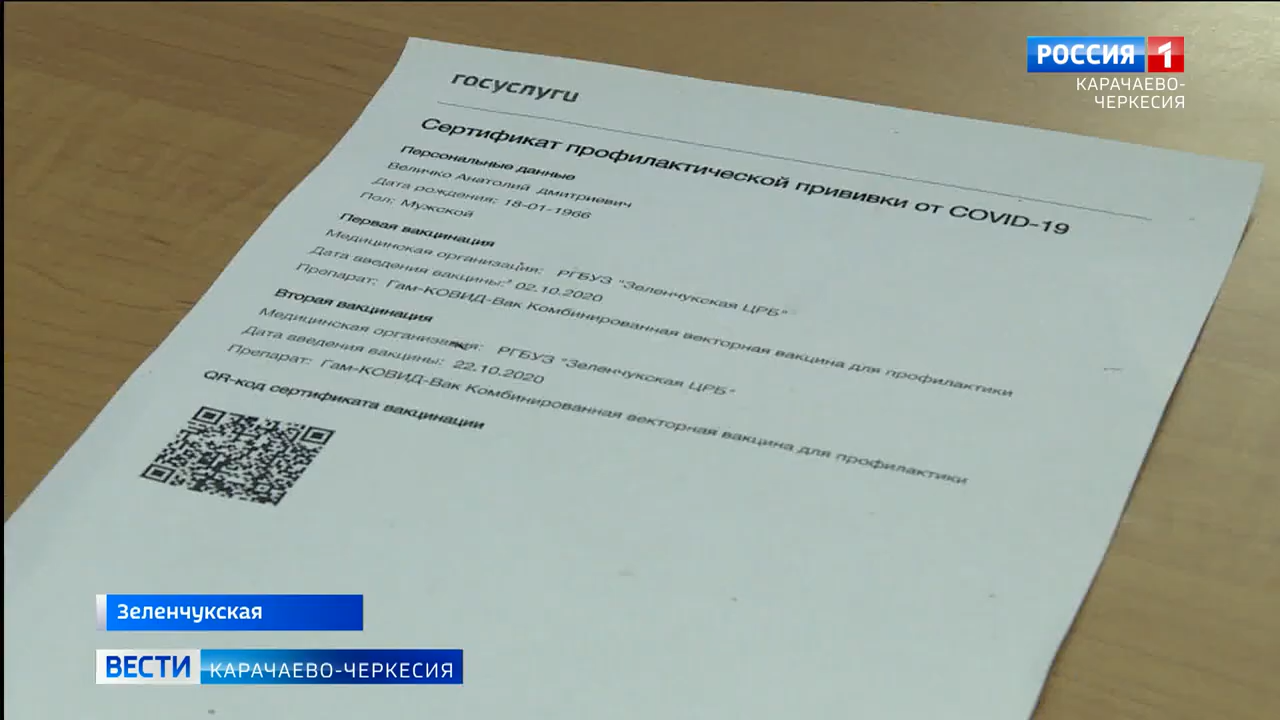 РОССИЯ 1
КАРАЧАЕВО-
ЧЕРКЕСИЯ
госуслуги
Сертификат профилактической прививки от COVID-19
Персональные данные
Величко Анатолий Дмитриевич
Дата рождения: 18-01-1966
Пол: Мужской
Первая вакцинация
Медицинская организация: РГБУЗ "Зеленчукская ЦРБ"
Дата введения вакцины: 02.10.2020
Препарат: Гам-КОВИД-Вак Комбинированная векторная вакцина для профилактики
Вторая вакцинация
Медицинская организация: РГБУЗ "Зеленчукская ЦРБ"
Дата введения вакцины: 22.10.2020
Препарат: Гам-КОВИД-Вак Комбинированная векторная вакцина для профилактики
QR-код сертификата вакцинации
Зеленчукская
ВЕСТИ КАРАЧАЕВО-ЧЕРКЕСИЯ